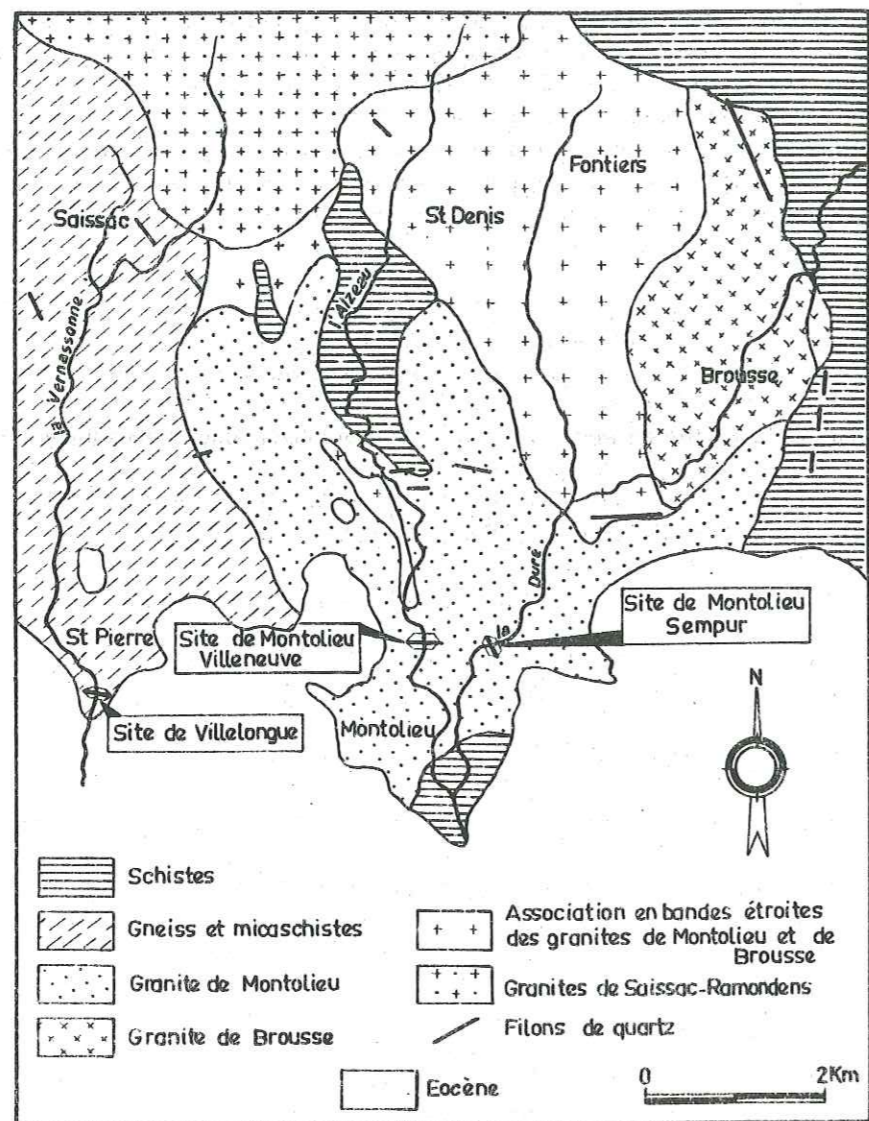 Fontiers
St Denis
Saissac
l'Alzeau
la Vernassonne
Brousse
Dure
la
Site de Montolieu
Sempur
St Pierre
Site de Montolieu
Villeneuve
Site de Villelongue
Montolieu
N
Schistes
Gneiss et micaschistes
Granite de Montolieu
Granite de Brousse
Association en bandes étroites
des granites de Montolieu et de
Brousse
Granites de Saissac-Ramondens
Filons de quartz
Eocène
0 2Km